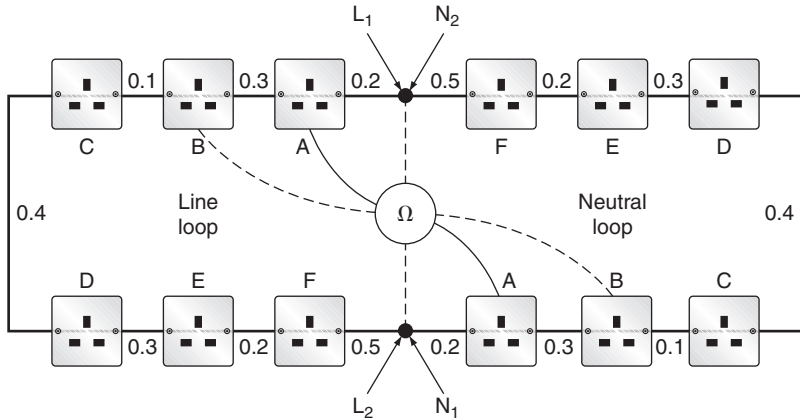 L₁ N₂
0.1 0.3 0.2 0.5 0.2 0.3
C B A F E D
0.4 Line loop Ω Neutral loop 0.4
D E F A B C
0.3 0.2 0.5 0.2 0.3 0.1
L₂ N₁